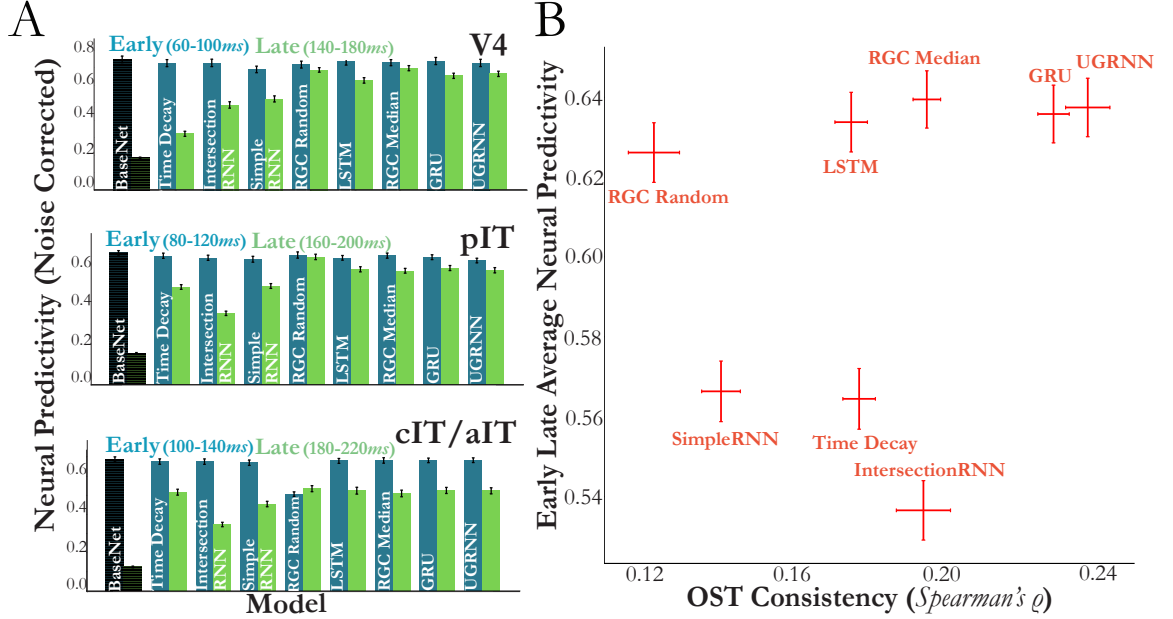 A
Neural Predictivity (Noise Corrected)
Early (60-100ms) Late (140-180ms)
V4
0.8
0.6
0.4
0.2
0.0
BaseNet
Time Decay
Intersection
RNN
Simple
RNN
RGC Random
LSTM
RGC Median
GRU
UGRNN
Early (80-120ms) Late (160-200ms)
pIT
0.6
0.4
0.2
0.0
BaseNet
Time Decay
Intersection
RNN
Simple
RNN
RGC Random
LSTM
RGC Median
GRU
UGRNN
Early (100-140ms) Late (180-220ms)
cIT/aIT
0.6
0.4
0.2
0.0
BaseNet
Time Decay
Intersection
RNN
Simple
RNN
RGC Random
LSTM
RGC Median
GRU
UGRNN
Model
B
Early Late Average Neural Predictivity
0.64
0.62
0.60
0.58
0.56
0.54
RGC Median
GRU
UGRNN
LSTM
RGC Random
SimpleRNN
Time Decay
IntersectionRNN
0.12
0.16
0.20
0.24
OST Consistency (Spearman's ϱ)